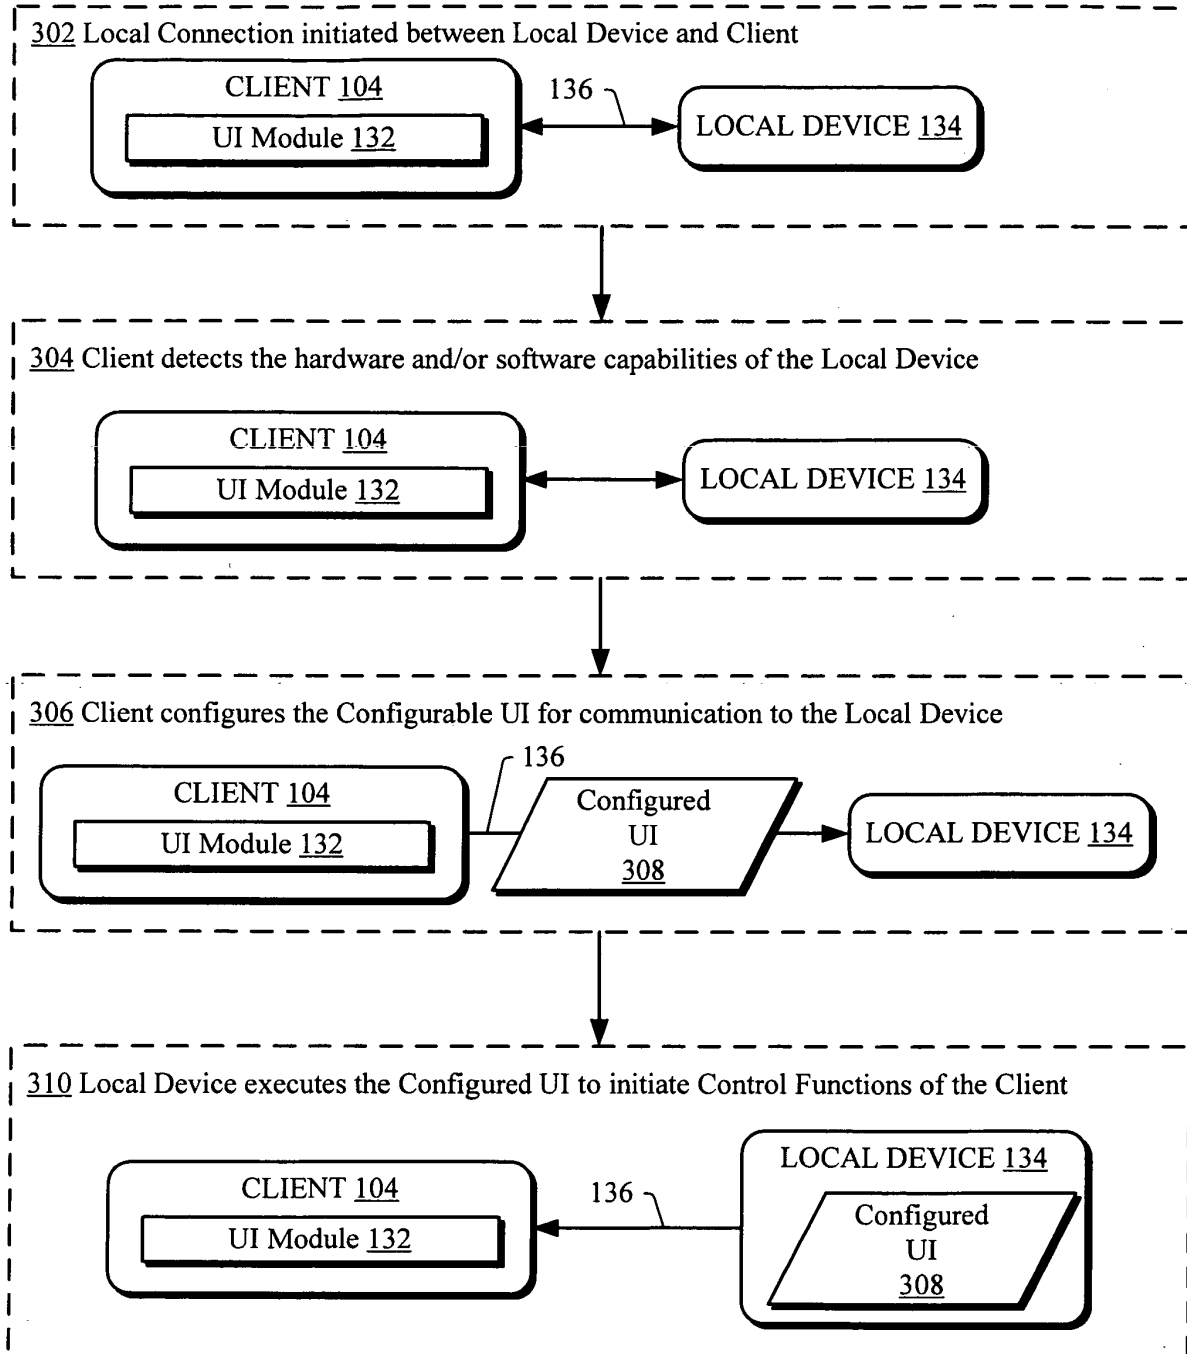 302 Local Connection initiated between Local Device and Client
CLIENT 104
UI Module 132
136
LOCAL DEVICE 134
304 Client detects the hardware and/or software capabilities of the Local Device
CLIENT 104
UI Module 132
LOCAL DEVICE 134
306 Client configures the Configurable UI for communication to the Local Device
136
CLIENT 104
UI Module 132
Configured
UI
308
LOCAL DEVICE 134
310 Local Device executes the Configured UI to initiate Control Functions of the Client
CLIENT 104
UI Module 132
136
LOCAL DEVICE 134
Configured
UI
308